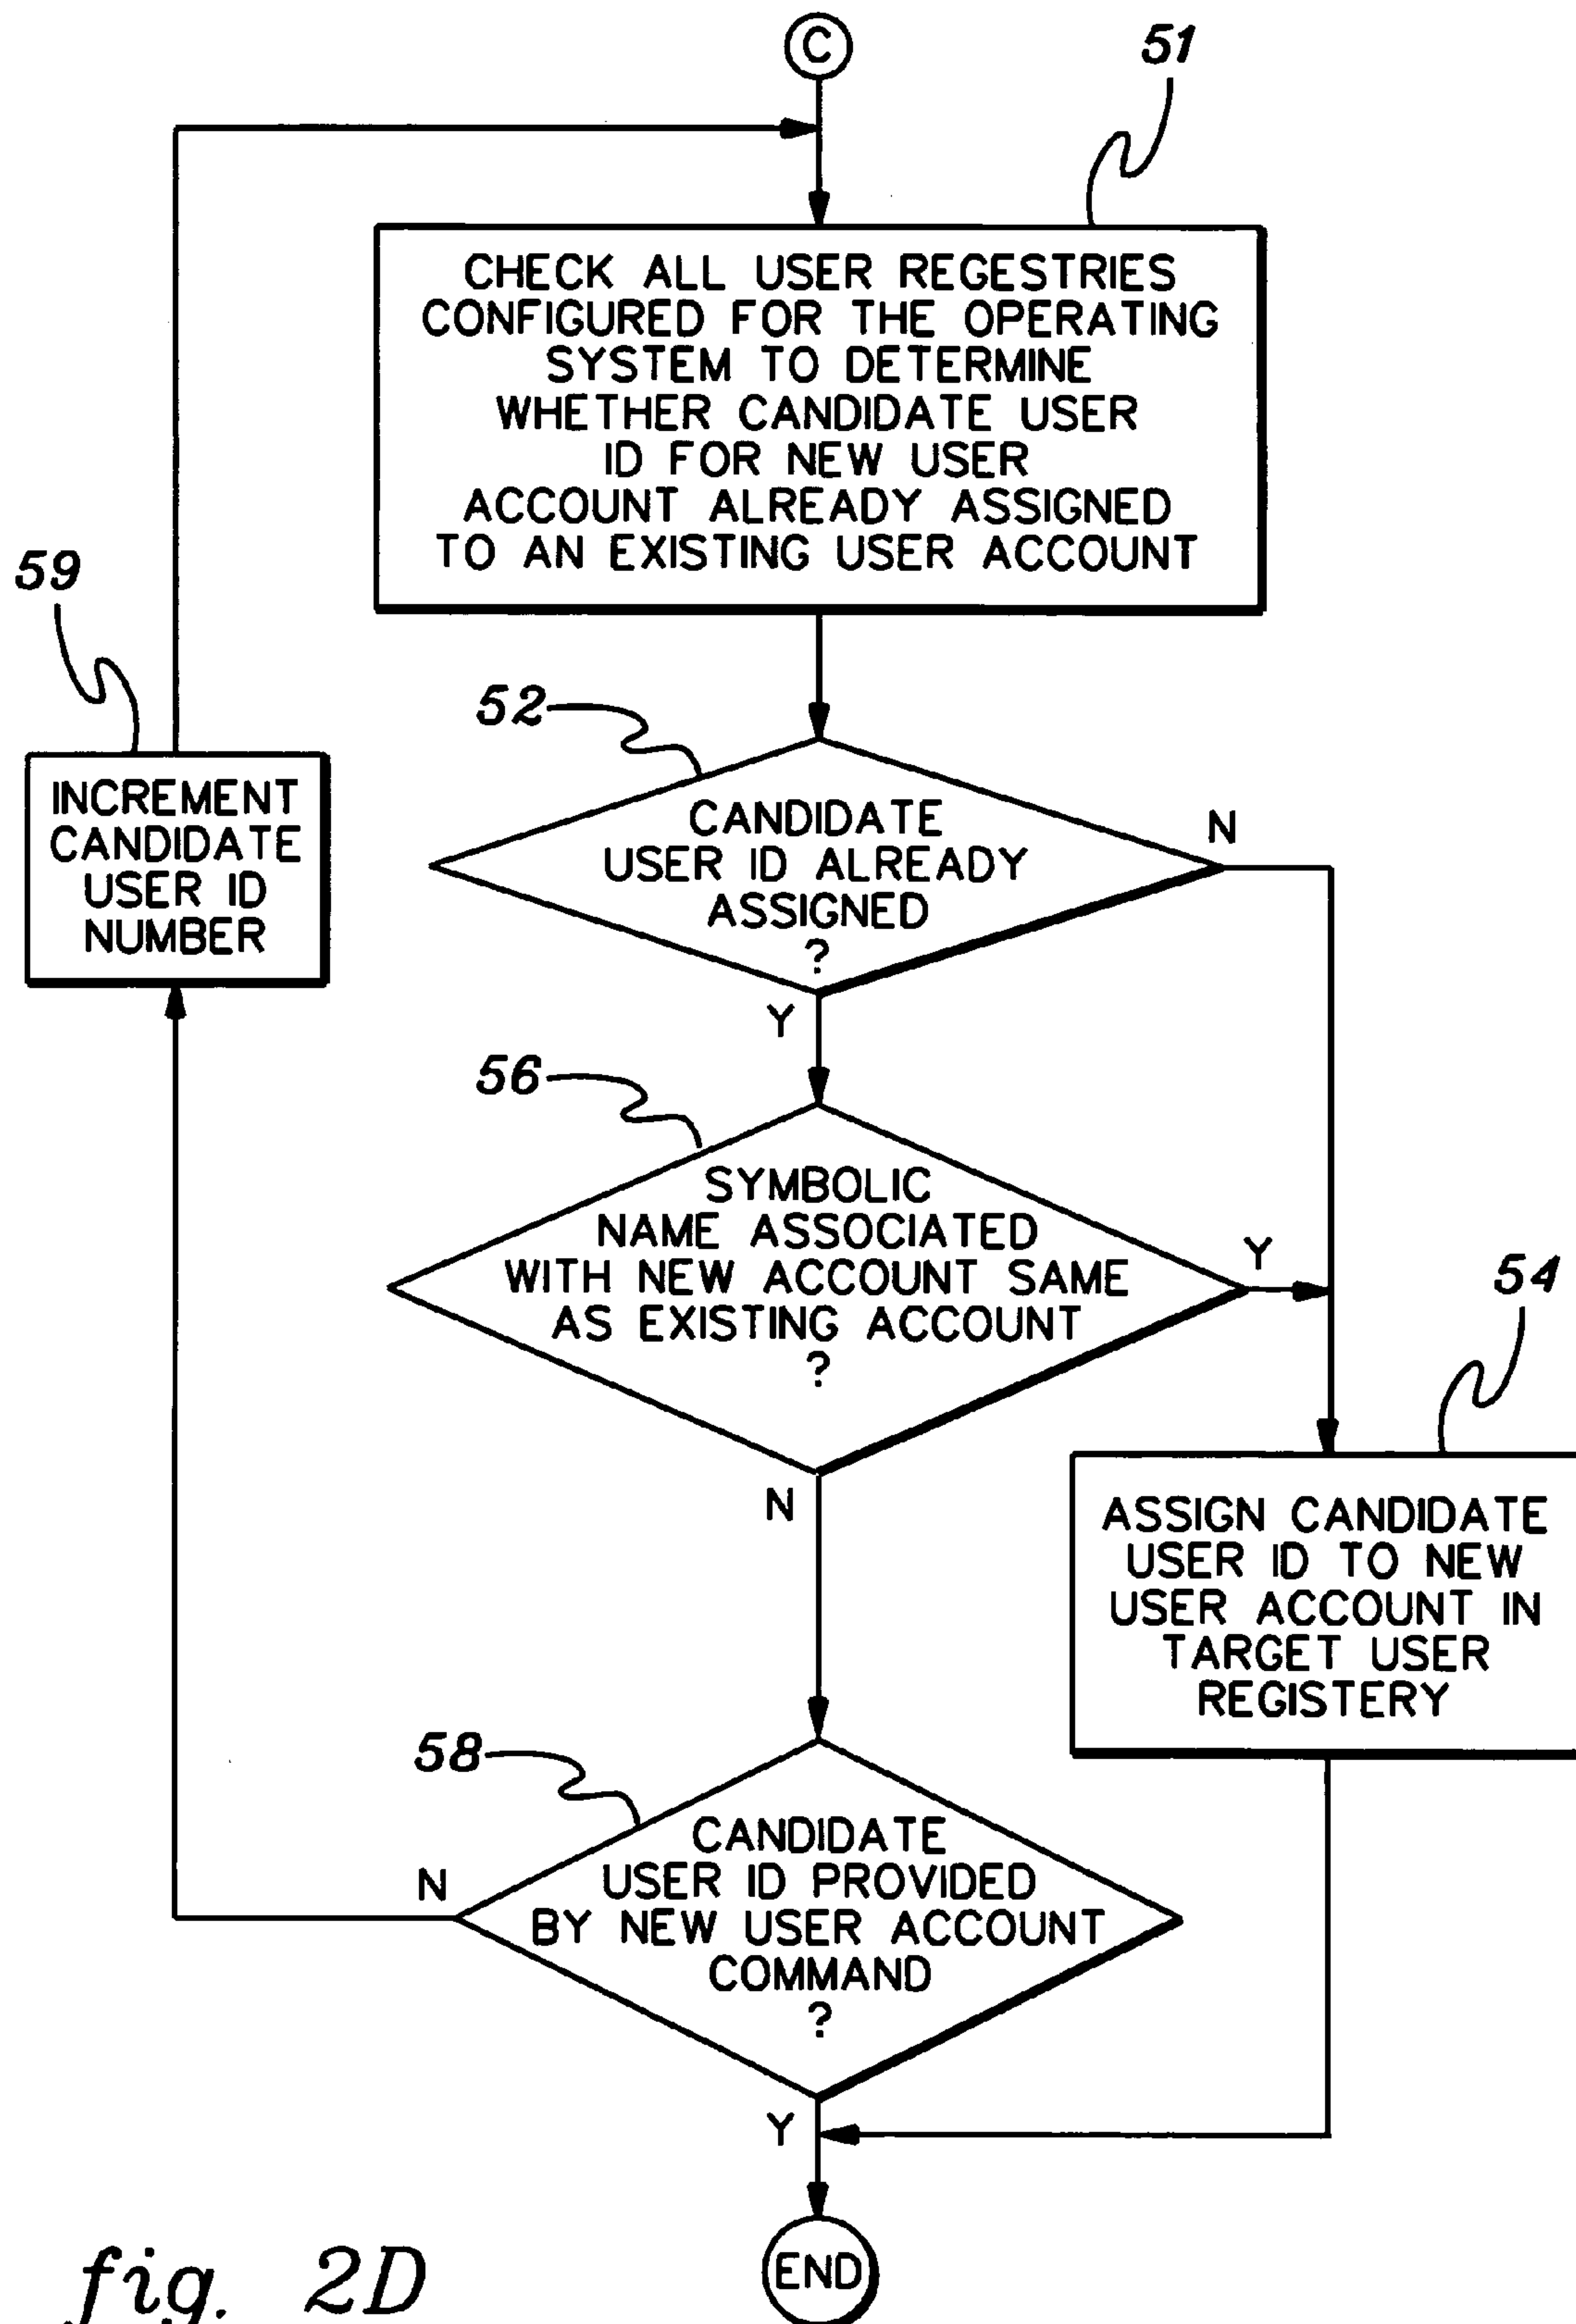 C
51
CHECK ALL USER REGESTRIES
CONFIGURED FOR THE OPERATING
SYSTEM TO DETERMINE
WHETHER CANDIDATE USER
ID FOR NEW USER
ACCOUNT ALREADY ASSIGNED
TO AN EXISTING USER ACCOUNT
59
INCREMENT
CANDIDATE
USER ID
NUMBER
52
CANDIDATE
USER ID ALREADY
ASSIGNED
?
N
Y
56
SYMBOLIC
NAME ASSOCIATED
WITH NEW ACCOUNT SAME
AS EXISTING ACCOUNT
?
Y
N
54
ASSIGN CANDIDATE
USER ID TO NEW
USER ACCOUNT IN
TARGET USER
REGISTERY
58
CANDIDATE
USER ID PROVIDED
BY NEW USER ACCOUNT
COMMAND
?
N
Y
END
fig. 2D